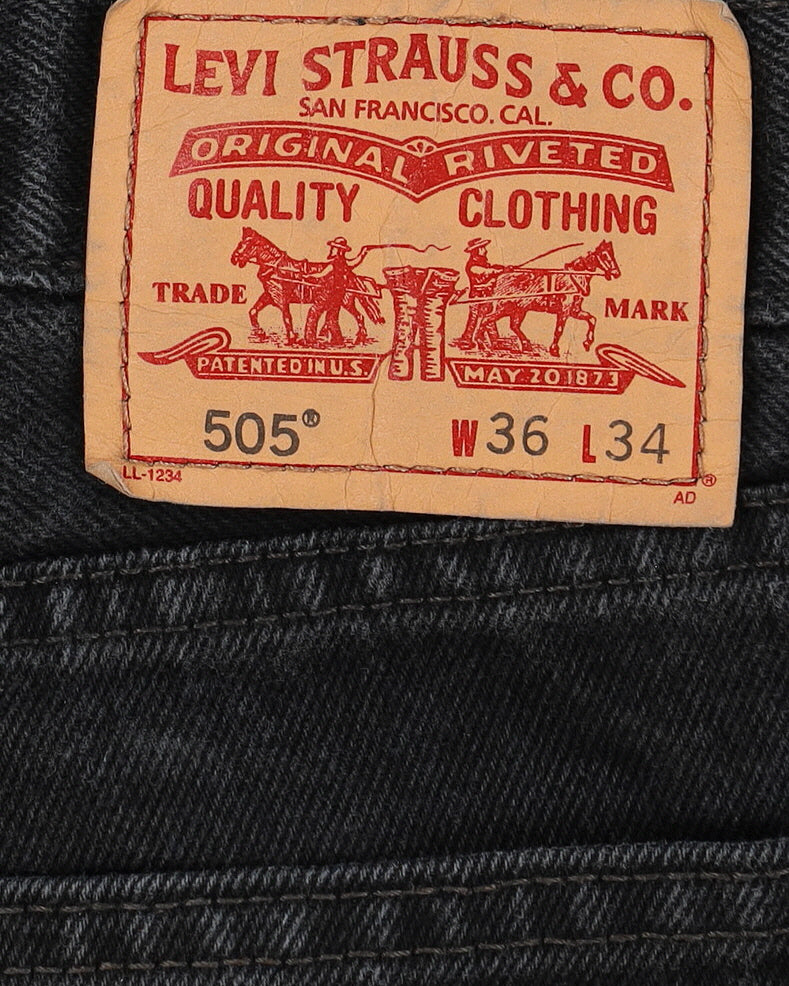 LEVI STRAUSS & CO.
SAN FRANCISCO. CAL.
ORIGINAL RIVETED
QUALITY CLOTHING
TRADE MARK
PATENTED IN U.S. MAY 20 1873
505® W36 L34
LL-1234 ®
AD